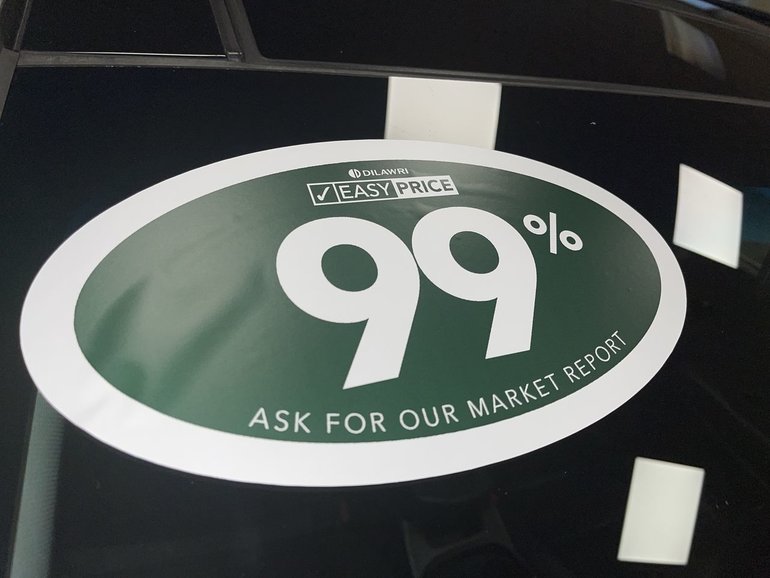 DILAWRI
✓ EASY PRICE
99%
ASK FOR OUR MARKET REPORT